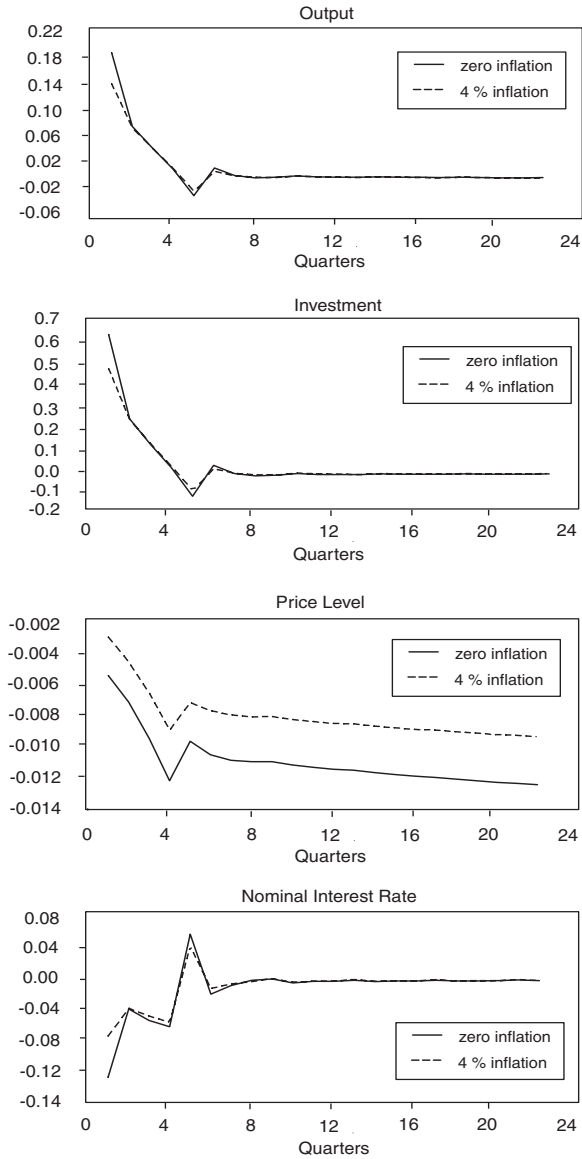 Output
0.22
0.18
0.14
0.10
0.06
0.02
-0.02
-0.06
zero inflation
4 % inflation
0 4 8 12 16 20 24
Quarters
Investment
0.7
0.6
0.5
0.4
0.3
0.2
0.1
0.0
-0.1
-0.2
zero inflation
4 % inflation
0 4 8 12 16 20 24
Quarters
Price Level
-0.002
-0.004
-0.006
-0.008
-0.010
-0.012
-0.014
zero inflation
4 % inflation
0 4 8 12 16 20 24
Quarters
Nominal Interest Rate
0.08
0.04
0.00
-0.04
-0.08
-0.12
-0.14
zero inflation
4 % inflation
0 4 8 12 16 20 24
Quarters